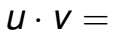 u · v =